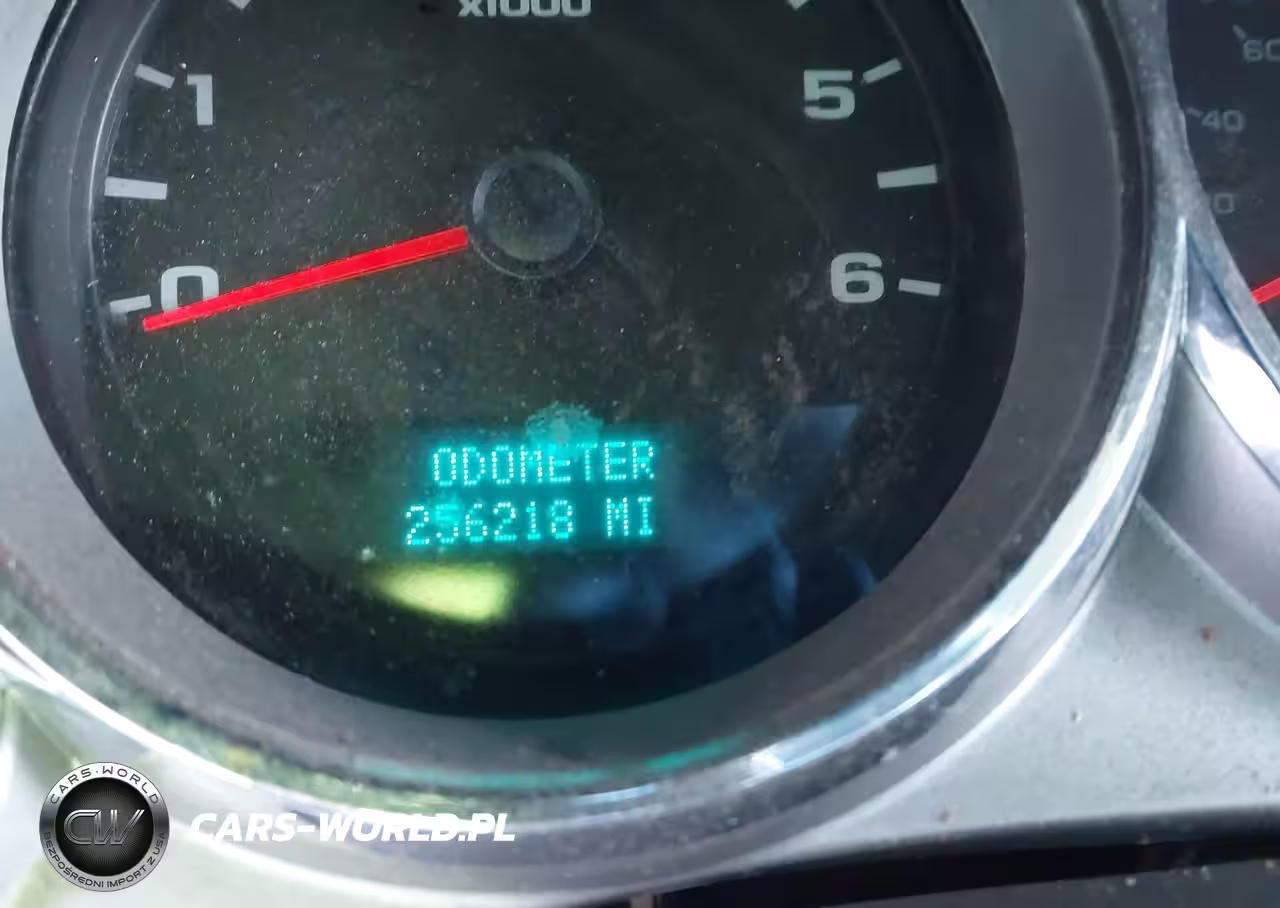 x1000
1
5
60
40
0
6
ODOMETER
256218 MI
CARS-WORLD
CW
BEZPOŚREDNI IMPORT Z USA
CARS-WORLD.PL